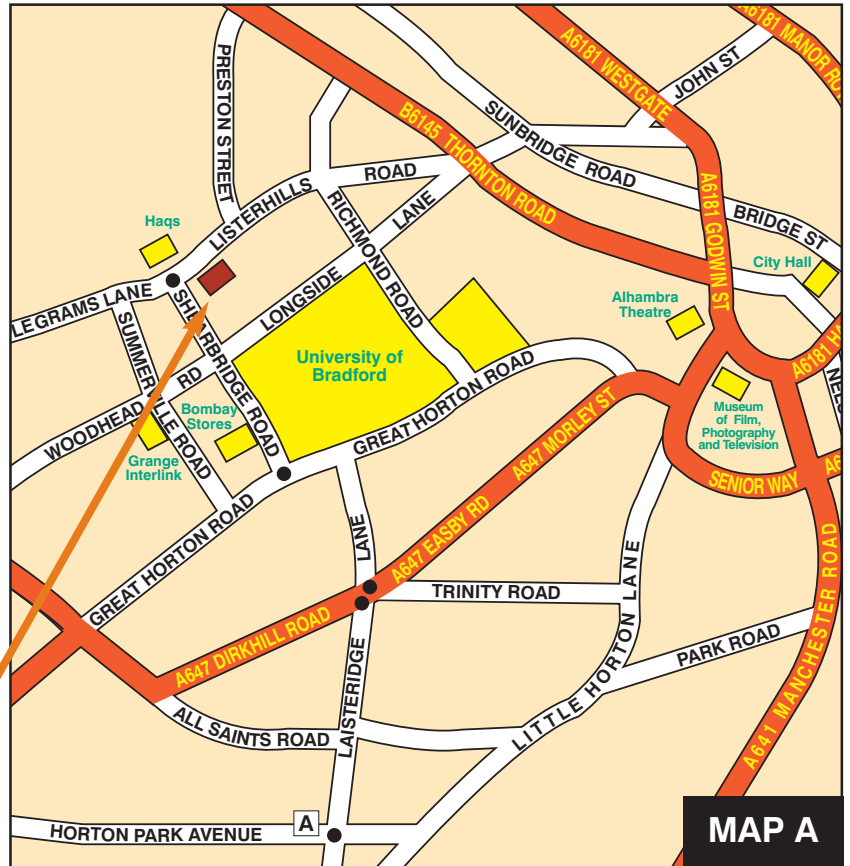 A6181 WESTGATE
A6181 MANOR RO
JOHN ST
PRESTON STREET
B6145 THORNTON ROAD
SUNBRIDGE ROAD
LISTERHILLS ROAD
RICHMOND ROAD
LONGSIDE LANE
A6181 GODWIN ST
BRIDGE ST
Haqs
City Hall
Alhambra
Theatre
LEGRAMS LANE
SHEARBRIDGE ROAD
SUMMERVILLE ROAD
University of
Bradford
A6181 HA
NELS
WOODHEAD RD
Bombay
Stores
GREAT HORTON ROAD
A647 MORLEY ST
Museum
of Film,
Photography
and Television
Grange
Interlink
SENIOR WAY
A6
GREAT HORTON ROAD
LANE
A647 EASBY RD
TRINITY ROAD
LITTLE HORTON LANE
A641 MANCHESTER ROAD
A647 DIRKHILL ROAD
LAISTERIDGE
PARK ROAD
ALL SAINTS ROAD
HORTON PARK AVENUE
A
MAP A